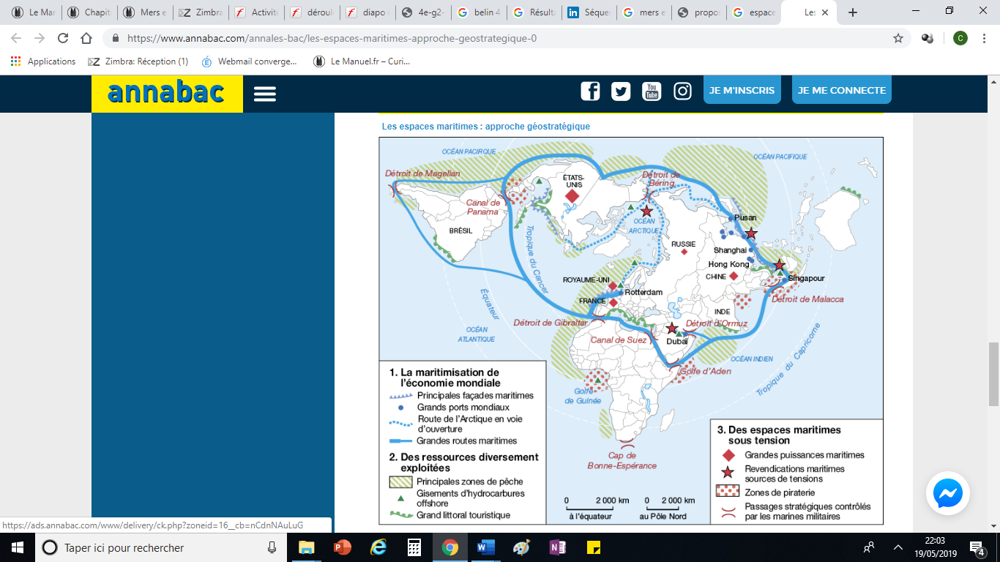 Le Mar
Chapit
Mers e
Zimbra
Activité
déroule
diapo r
4e-g2-
belin 4
Résulta
Séquen
mers e
propos
espace
Les
https://www.annabac.com/annales-bac/les-espaces-maritimes-approche-geostrategique-0
C
Applications
Zimbra: Réception (1)
Webmail converge...
Le Manuel.fr – Curi...
annabac
JE M'INSCRIS
JE ME CONNECTE
Les espaces maritimes : approche géostratégique
OCÉAN PACIFIQUE
OCÉAN PACIFIQUE
Détroit de Magellan
Détroit de
Béring
ÉTATS-
UNIS
Canal de
Panama
OCÉAN
ARCTIQUE
Pusan
BRÉSIL
Tropique du Cancer
RUSSIE
Shanghai
Hong Kong
CHINE
Singapour
ROYAUME-UNI
Rotterdam
FRANCE
Détroit de Malacca
Équateur
INDE
Détroit de Gibraltar
Détroit d'Ormuz
OCÉAN
ATLANTIQUE
Canal de Suez
Dubaï
OCÉAN INDIEN
Tropique du Capricorne
Golfe d'Aden
Golfe
de Guinée
Cap de
Bonne-Espérance
1. La maritimisation de
l'économie mondiale
Principales façades maritimes
Grands ports mondiaux
Route de l'Arctique en voie
d'ouverture
Grandes routes maritimes
2. Des ressources diversement
exploitées
Principales zones de pêche
Gisements d'hydrocarbures
offshore
Grand littoral touristique
0 2 000 km
à l'équateur
0 2 000 km
au Pôle Nord
3. Des espaces maritimes
sous tension
Grandes puissances maritimes
Revendications maritimes
sources de tensions
Zones de piraterie
Passages stratégiques contrôlés
par les marines militaires
https://ads.annabac.com/www/delivery/ck.php?zoneid=16__cb=nCdnNAuLuG
Taper ici pour rechercher
22:03
19/05/2019
4